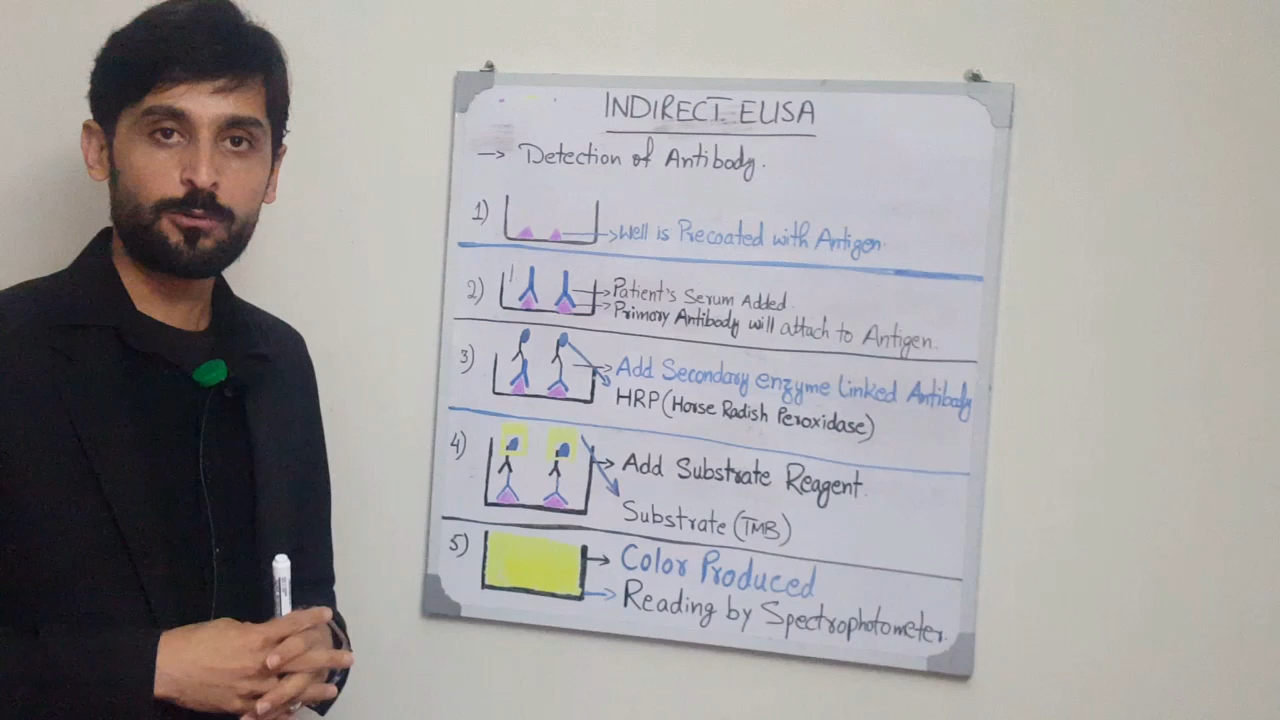 INDIRECT ELISA
→ Detection of Antibody.
1)
Well is Precoated with Antigen.
2)
Patient's Serum Added.
Primary Antibody will attach to Antigen.
3)
Add Secondary enzyme linked Antibody
HRP (Horse Radish Peroxidase)
4)
Add Substrate Reagent.
Substrate (TMB)
5)
Color Produced
Reading by Spectrophotometer.